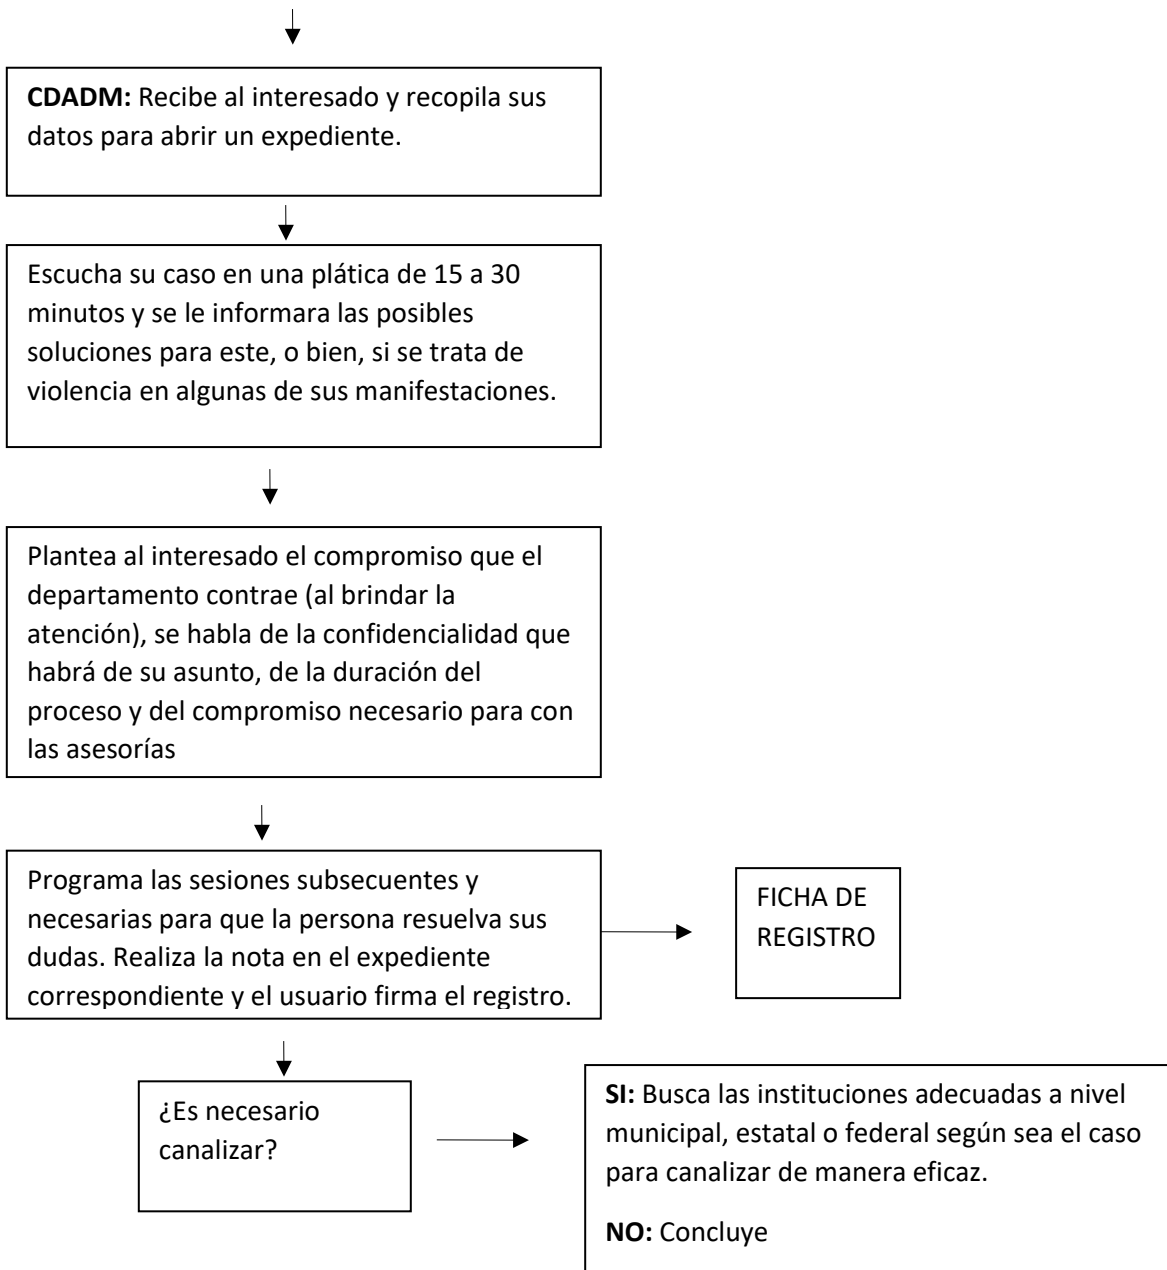 CDADM: Recibe al interesado y recopila sus
datos para abrir un expediente.
Escucha su caso en una plática de 15 a 30
minutos y se le informara las posibles
soluciones para este, o bien, si se trata de
violencia en algunas de sus manifestaciones.
Plantea al interesado el compromiso que el
departamento contrae (al brindar la
atención), se habla de la confidencialidad que
habrá de su asunto, de la duración del
proceso y del compromiso necesario para con
las asesorías
Programa las sesiones subsecuentes y
necesarias para que la persona resuelva sus
dudas. Realiza la nota en el expediente
correspondiente y el usuario firma el registro.
FICHA DE
REGISTRO
¿Es necesario
canalizar?
SI: Busca las instituciones adecuadas a nivel
municipal, estatal o federal según sea el caso
para canalizar de manera eficaz.
NO: Concluye